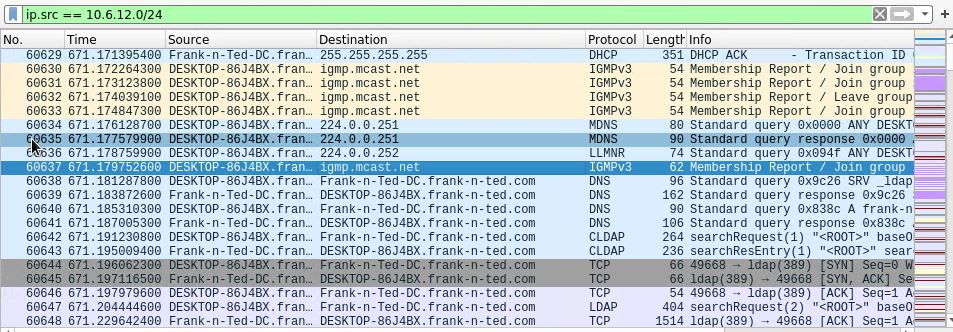 ip.src == 10.6.12.0/24
No. Time Source Destination Protocol Length Info
60629 671.171395400 Frank-n-Ted-DC.fran… 255.255.255.255 DHCP 351 DHCP ACK - Transaction ID
60630 671.172264300 DESKTOP-86J4BX.fran… igmp.mcast.net IGMPv3 54 Membership Report / Join group
60631 671.173123800 DESKTOP-86J4BX.fran… igmp.mcast.net IGMPv3 54 Membership Report / Join group
60632 671.174039100 DESKTOP-86J4BX.fran… igmp.mcast.net IGMPv3 54 Membership Report / Leave group
60633 671.174847300 DESKTOP-86J4BX.fran… igmp.mcast.net IGMPv3 54 Membership Report / Join group
60634 671.176128700 DESKTOP-86J4BX.fran… 224.0.0.251 MDNS 80 Standard query 0x0000 ANY DESKT
60635 671.177579900 DESKTOP-86J4BX.fran… 224.0.0.251 MDNS 90 Standard query response 0x0000
60636 671.178759900 DESKTOP-86J4BX.fran… 224.0.0.252 LLMNR 74 Standard query 0x094f ANY DESKT
60637 671.179752600 DESKTOP-86J4BX.fran… igmp.mcast.net IGMPv3 62 Membership Report / Join group
60638 671.181287800 DESKTOP-86J4BX.fran… Frank-n-Ted-DC.frank-n-ted.com DNS 96 Standard query 0x9c26 SRV _ldap
60639 671.183872800 Frank-n-Ted-DC.fran… DESKTOP-86J4BX.frank-n-ted.com DNS 162 Standard query response 0x9c26
60640 671.185310300 DESKTOP-86J4BX.fran… Frank-n-Ted-DC.frank-n-ted.com DNS 90 Standard query 0x838c A frank-n
60641 671.187005300 Frank-n-Ted-DC.fran… DESKTOP-86J4BX.frank-n-ted.com DNS 106 Standard query response 0x838c
60642 671.191230800 DESKTOP-86J4BX.fran… Frank-n-Ted-DC.frank-n-ted.com CLDAP 264 searchRequest(1) "<ROOT>" baseO
60643 671.195009400 Frank-n-Ted-DC.fran… DESKTOP-86J4BX.frank-n-ted.com CLDAP 236 searchResEntry(1) "<ROOT>" sear
60644 671.196062300 DESKTOP-86J4BX.fran… Frank-n-Ted-DC.frank-n-ted.com TCP 66 49668 → ldap(389) [SYN] Seq=0 W
60645 671.197116500 Frank-n-Ted-DC.fran… DESKTOP-86J4BX.frank-n-ted.com TCP 66 ldap(389) → 49668 [SYN, ACK] Se
60646 671.197979600 DESKTOP-86J4BX.fran… Frank-n-Ted-DC.frank-n-ted.com TCP 54 49668 → ldap(389) [ACK] Seq=1 A
60647 671.204444600 DESKTOP-86J4BX.fran… Frank-n-Ted-DC.frank-n-ted.com LDAP 404 searchRequest(2) "<ROOT>" baseO
60648 671.229642400 Frank-n-Ted-DC.fran… DESKTOP-86J4BX.frank-n-ted.com TCP 1514 ldap(389) → 49668 [ACK] Seq=1 A